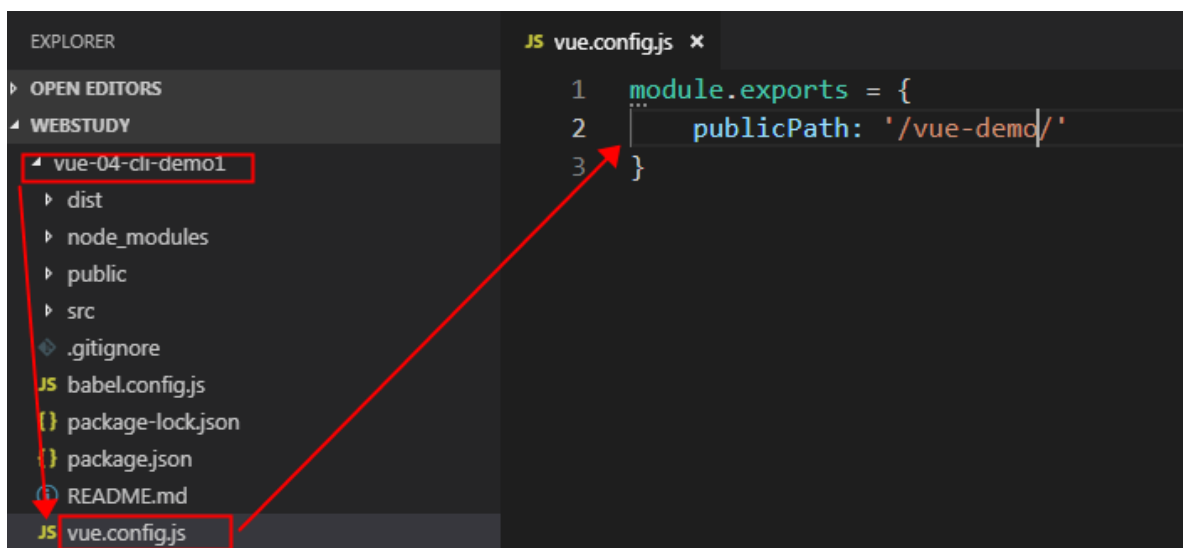 EXPLORER
OPEN EDITORS
WEBSTUDY
vue-04-cli-demo1
dist
node_modules
public
src
.gitignore
JS babel.config.js
{} package-lock.json
{} package.json
README.md
JS vue.config.js
JS vue.config.js ×
1 module.exports = {
2 publicPath: '/vue-demo/'
3 }